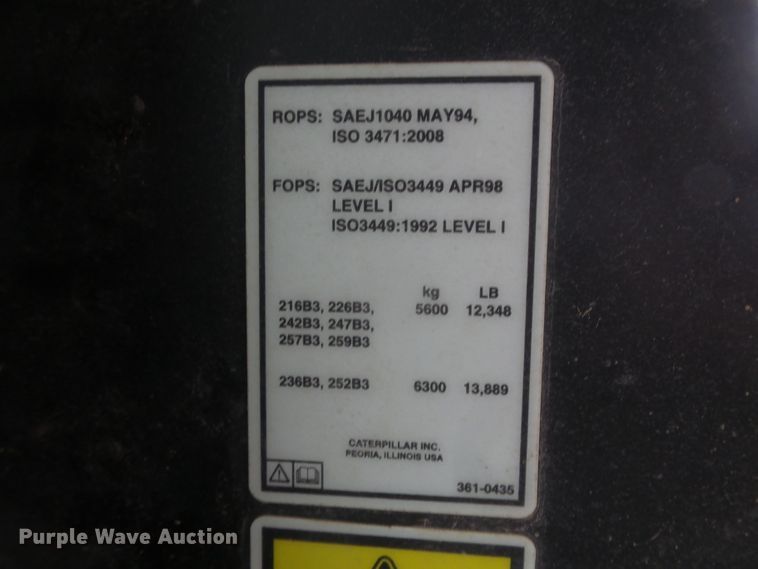 ROPS: SAEJ1040 MAY94,
ISO 3471:2008
FOPS: SAEJ/ISO3449 APR98
LEVEL I
ISO3449:1992 LEVEL I
kg LB
216B3, 226B3, 5600 12,348
242B3, 247B3,
257B3, 259B3
236B3, 252B3 6300 13,889
CATERPILLAR INC.
PEORIA, ILLINOIS USA
361-0435
Purple Wave Auction